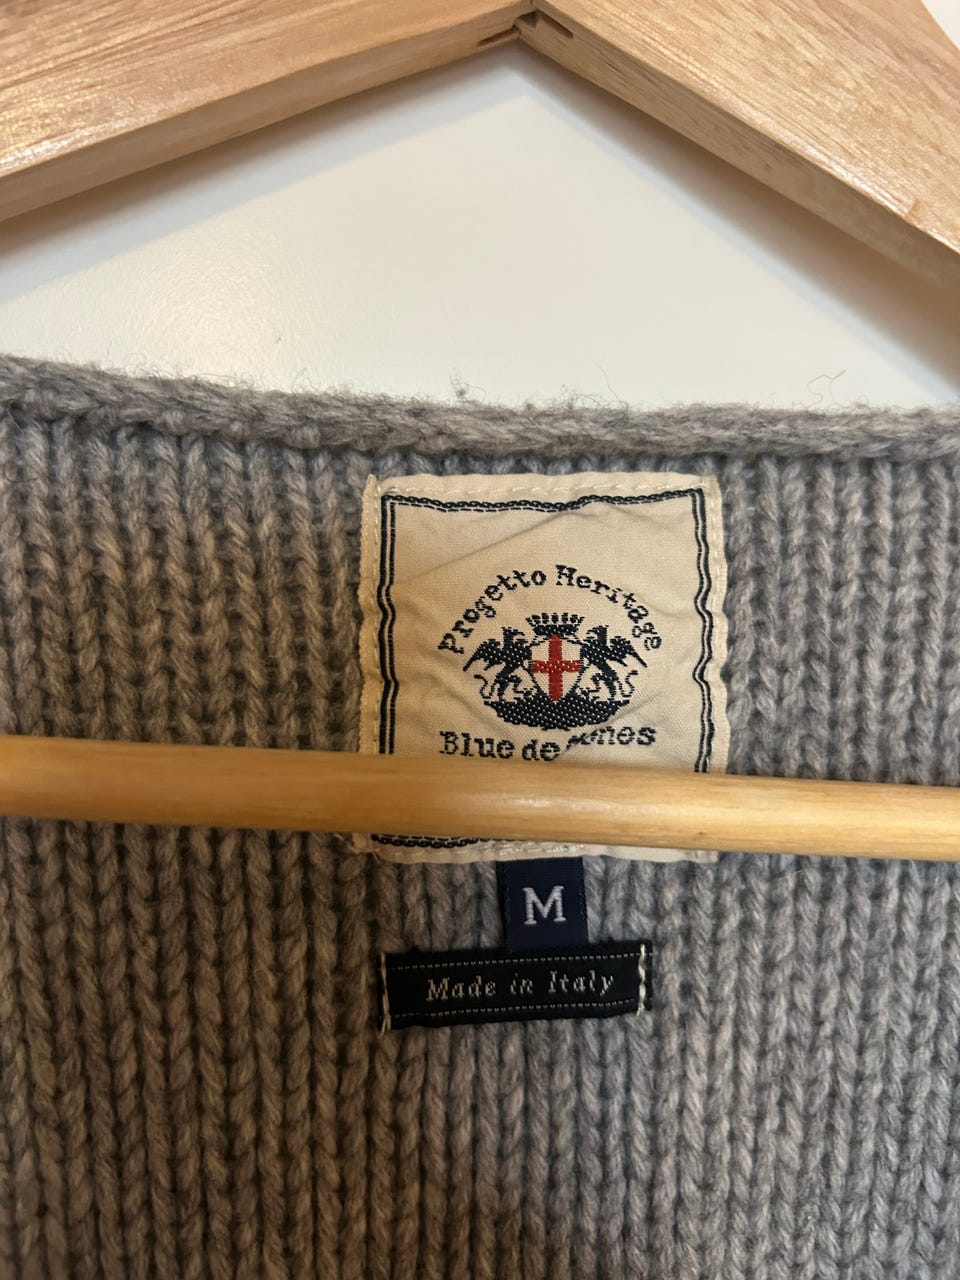 Progetto Heritage
Blue de
M
Made in Italy